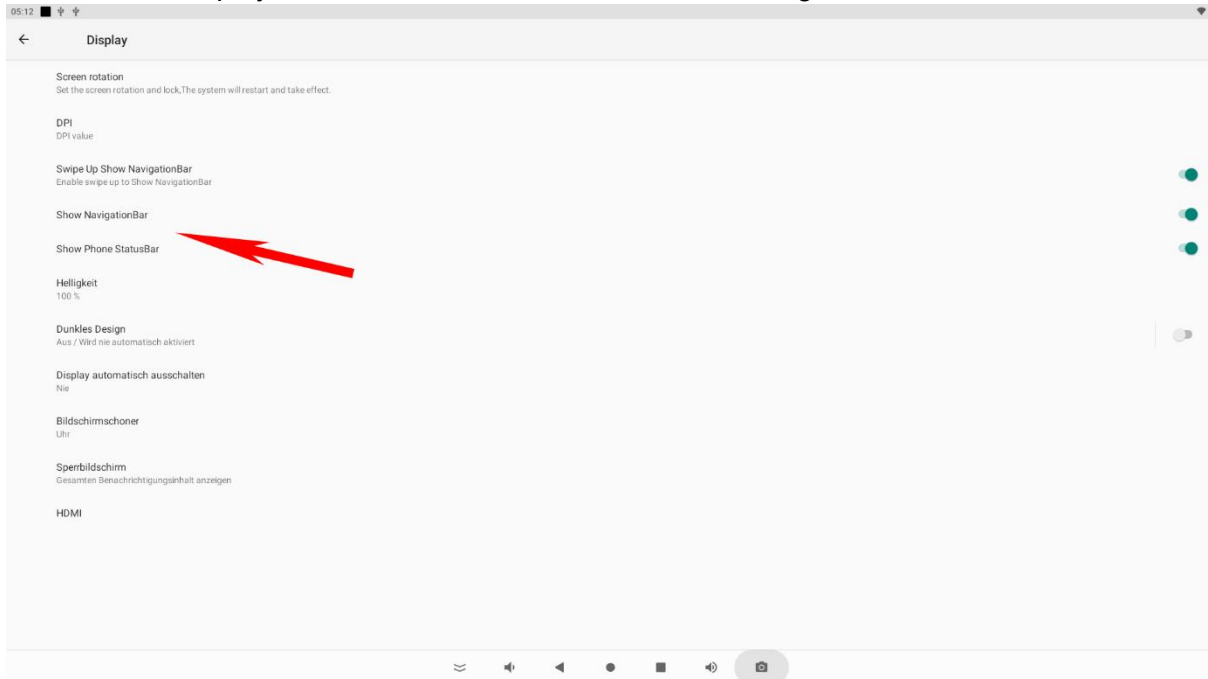 05:12
Display
Screen rotation
Set the screen rotation and lock,The system will restart and take effect.
DPI
DPI value
Swipe Up Show NavigationBar
Enable swipe up to Show NavigationBar
Show NavigationBar
Show Phone StatusBar
Helligkeit
100 %
Dunkles Design
Aus / Wird nie automatisch aktiviert
Display automatisch ausschalten
Nie
Bildschirmschoner
Uhr
Sperrbildschirm
Gesamten Benachrichtigungsinhalt anzeigen
HDMI